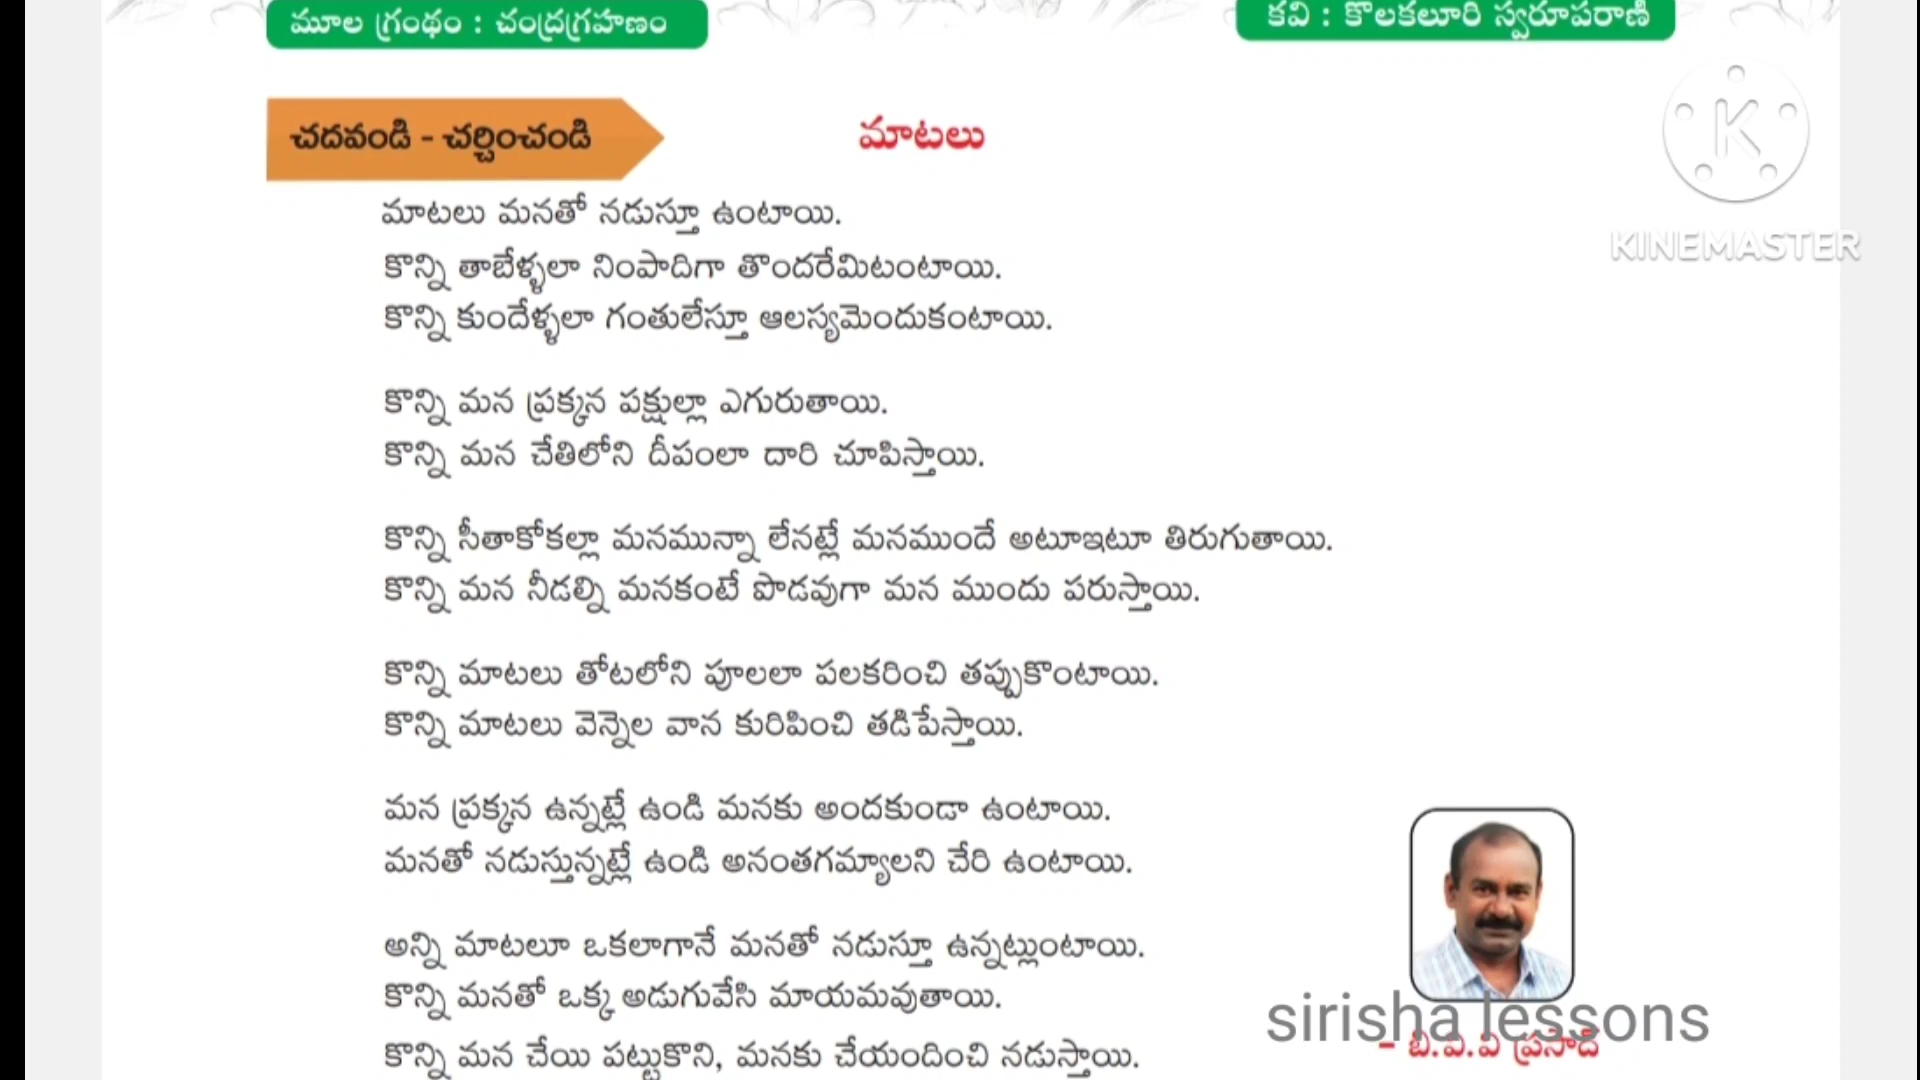 మూల గ్రంథం : చంద్రగ్రహణం
కవి : కొలకలూరి స్వరూపరాణి
చదవండి - చర్చించండి
మాటలు
KINEMASTER
మాటలు మనతో నడుస్తూ ఉంటాయి.
కొన్ని తాబేళ్ళలా నింపాదిగా తొందరేమిటంటాయి.
కొన్ని కుందేళ్ళలా గంతులేస్తూ ఆలస్యమెందుకంటాయి.
కొన్ని మన ప్రక్కన పక్షుల్లా ఎగురుతాయి.
కొన్ని మన చేతిలోని దీపంలా దారి చూపిస్తాయి.
కొన్ని సీతాకోకల్లా మనమున్నా లేనట్లే మనముందే అటూఇటూ తిరుగుతాయి.
కొన్ని మన నీడల్ని మనకంటే పొడవుగా మన ముందు పరుస్తాయి.
కొన్ని మాటలు తోటలోని పూలలా పలకరించి తప్పుకొంటాయి.
కొన్ని మాటలు వెన్నెల వాన కురిపించి తడిపేస్తాయి.
మన ప్రక్కన ఉన్నట్లే ఉండి మనకు అందకుండా ఉంటాయి.
మనతో నడుస్తున్నట్లే ఉండి అనంతగమ్యాలని చేరి ఉంటాయి.
అన్ని మాటలూ ఒకలాగానే మనతో నడుస్తూ ఉన్నట్లుంటాయి.
కొన్ని మనతో ఒక్క అడుగువేసి మాయమవుతాయి.
కొన్ని మన చేయి పట్టుకొని, మనకు చేయందించి నడుస్తాయి.
sirisha lessons
- బి.వి.వి ప్రసాద్